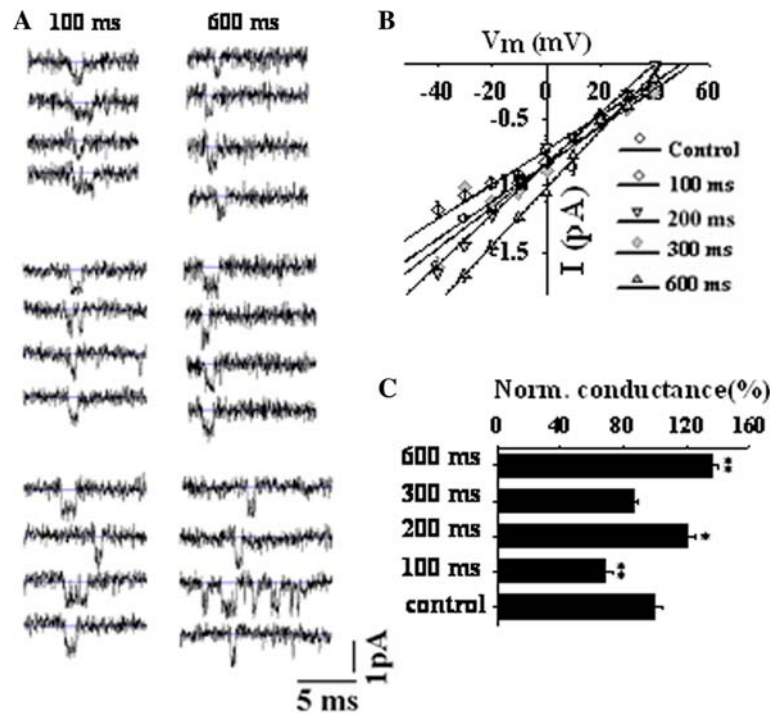 A
100 ms 600 ms
5 ms
1pA
B
Vm (mV)
-40 -20 0 20 40 60
-0.5
-1.5
I (pA)
Control
100 ms
200 ms
300 ms
600 ms
C
Norm. conductance(%)
0 40 80 120 160
600 ms **
300 ms
200 ms *
100 ms **
control